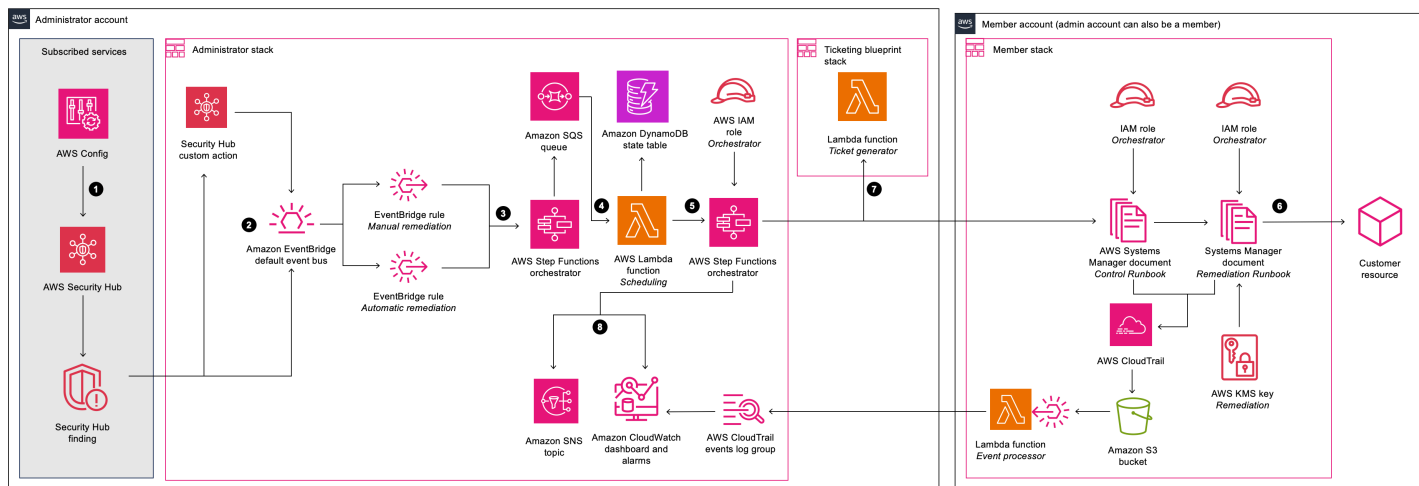 aws
Administrator account
Subscribed services
AWS Config
1
AWS Security Hub
Security Hub
finding
Administrator stack
Security Hub
custom action
2
Amazon EventBridge
default event bus
EventBridge rule
Manual remediation
EventBridge rule
Automatic remediation
3
Amazon SQS
queue
AWS Step Functions
orchestrator
4
Amazon DynamoDB
state table
AWS Lambda
function
Scheduling
5
AWS IAM
role
Orchestrator
AWS Step Functions
orchestrator
8
Amazon SNS
topic
Amazon CloudWatch
dashboard and
alarms
AWS CloudTrail
events log group
Ticketing blueprint
stack
Lambda function
Ticket generator
7
aws
Member account (admin account can also be a member)
Member stack
IAM role
Orchestrator
IAM role
Orchestrator
AWS Systems
Manager document
Control Runbook
Systems Manager
document
Remediation Runbook
6
Customer
resource
AWS CloudTrail
AWS KMS key
Remediation
Lambda function
Event processor
Amazon S3
bucket